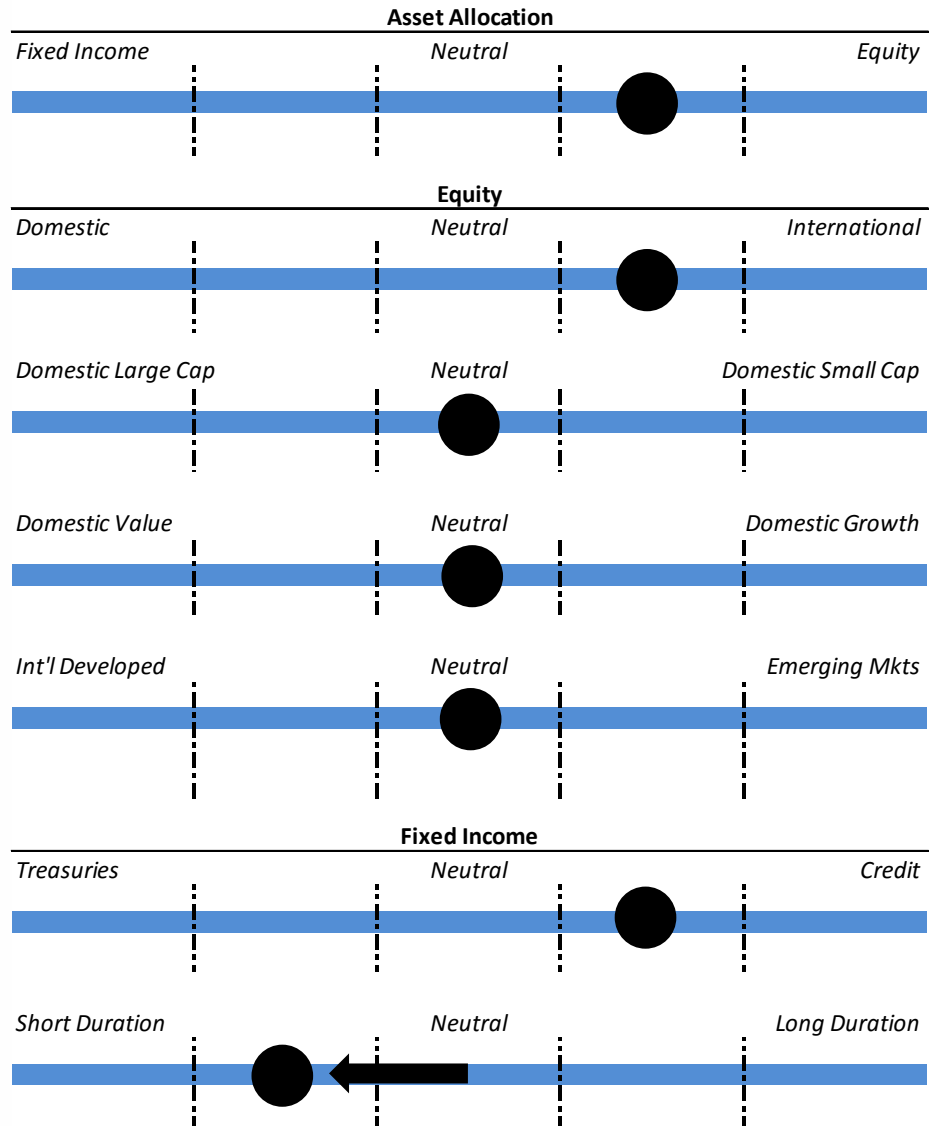 Asset Allocation
Fixed Income Neutral Equity
Equity
Domestic Neutral International
Domestic Large Cap Neutral Domestic Small Cap
Domestic Value Neutral Domestic Growth
Int'l Developed Neutral Emerging Mkts
Fixed Income
Treasuries Neutral Credit
Short Duration Neutral Long Duration